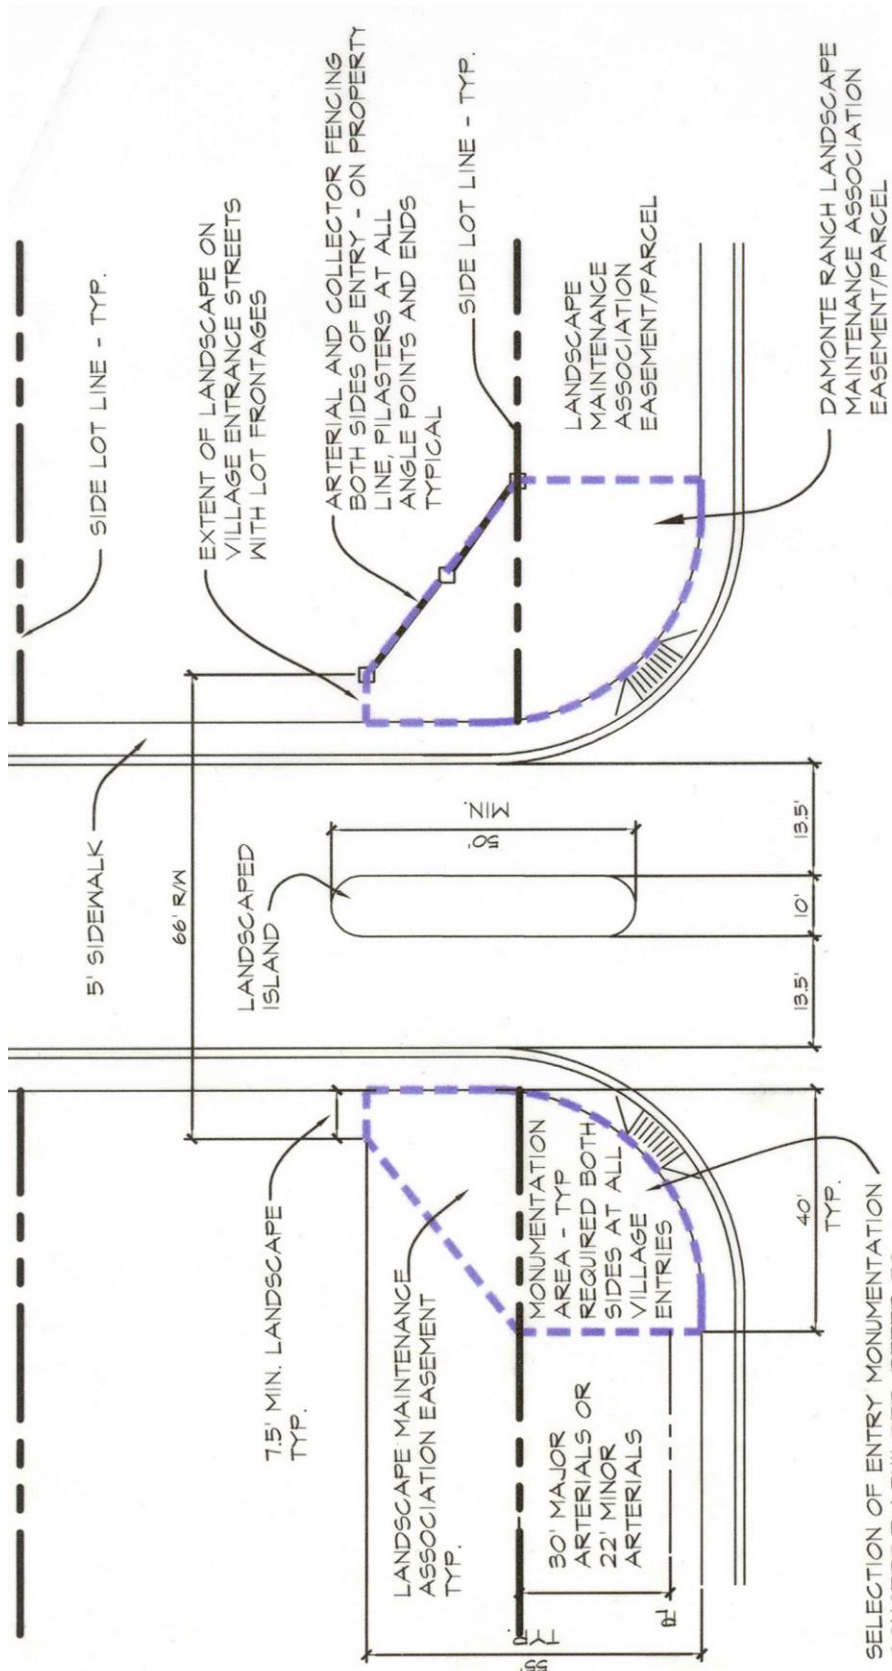 SIDE LOT LINE - TYP.
EXTENT OF LANDSCAPE ON
VILLAGE ENTRANCE STREETS
WITH LOT FRONTAGES
ARTERIAL AND COLLECTOR FENCING
BOTH SIDES OF ENTRY - ON PROPERTY
LINE, PILASTERS AT ALL
ANGLE POINTS AND ENDS
TYPICAL
SIDE LOT LINE - TYP.
LANDSCAPE
MAINTENANCE
ASSOCIATION
EASEMENT/PARCEL
DAMONTE RANCH LANDSCAPE
MAINTENANCE ASSOCIATION
EASEMENT/PARCEL
5' SIDEWALK
66' R/W
LANDSCAPED
ISLAND
50'
MIN.
13.5'
10'
13.5'
7.5' MIN. LANDSCAPE
TYP.
LANDSCAPE MAINTENANCE
ASSOCIATION EASEMENT
TYP.
MONUMENTATION
AREA - TYP
REQUIRED BOTH
SIDES AT ALL
VILLAGE
ENTRIES
40'
TYP.
30' MAJOR
ARTERIALS OR
22' MINOR
ARTERIALS
55'
TYP.
SELECTION OF ENTRY MONUMENTATION